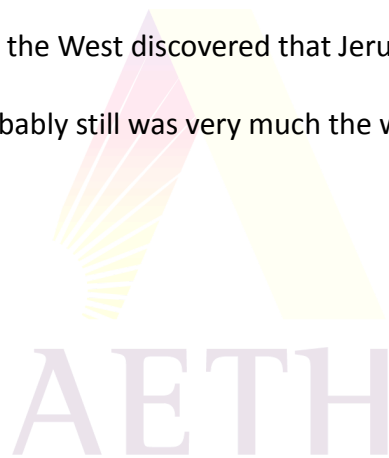 the West discovered that Jeru
bably still was very much the w
AETH